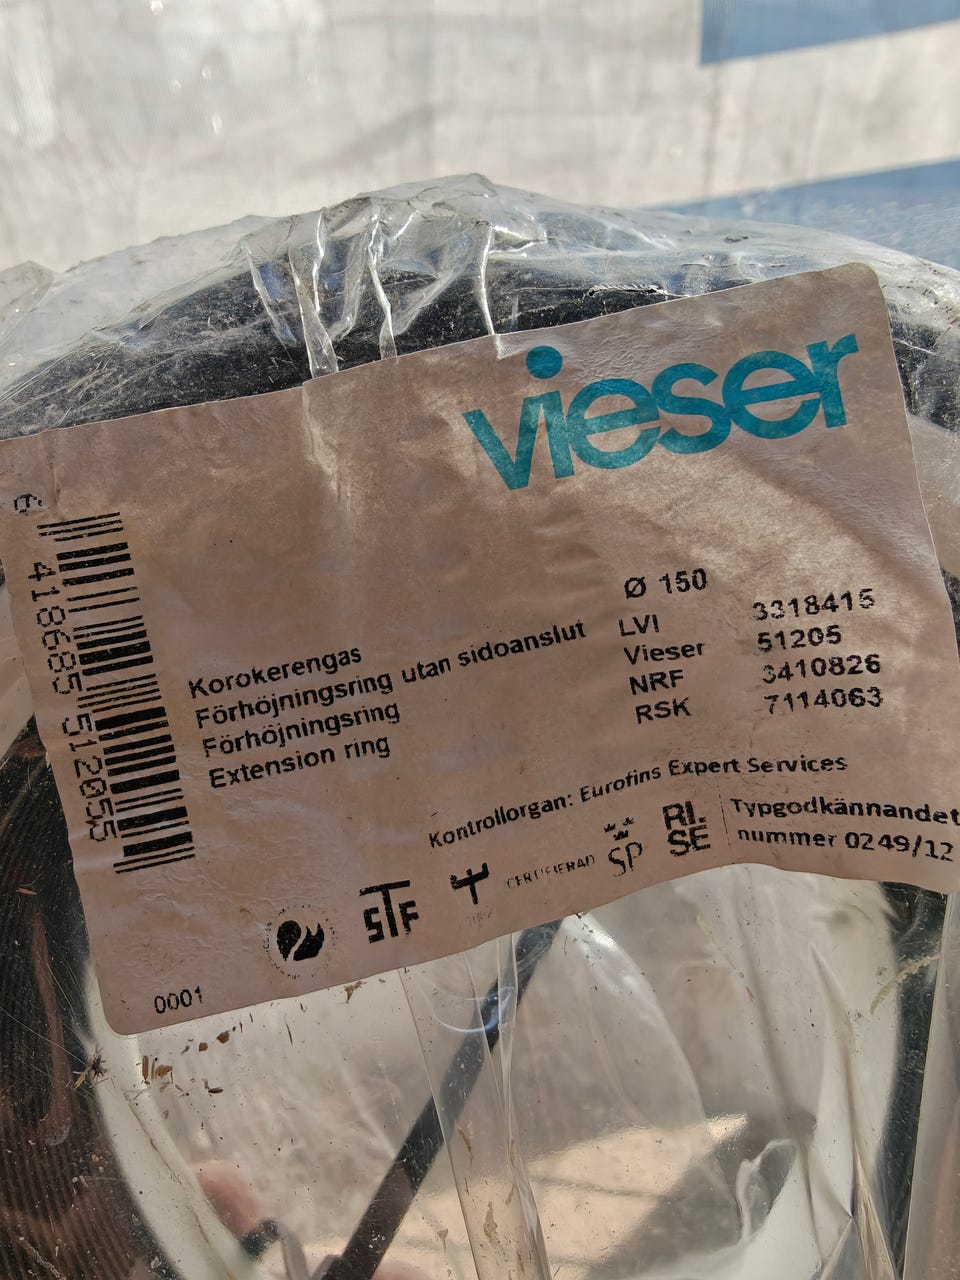 vieser
6 418685 512055
Ø 150
Korokerengas
Förhöjningsring utan sidoanslut
Förhöjningsring
Extension ring
LVI 3318415
Vieser 51205
NRF 3410826
RSK 7114063
Kontrollorgan: Eurofins Expert Services
STF
CERTIFIERAD
SP
RI.
SE
Typgodkännandet
nummer 0249/12
0001